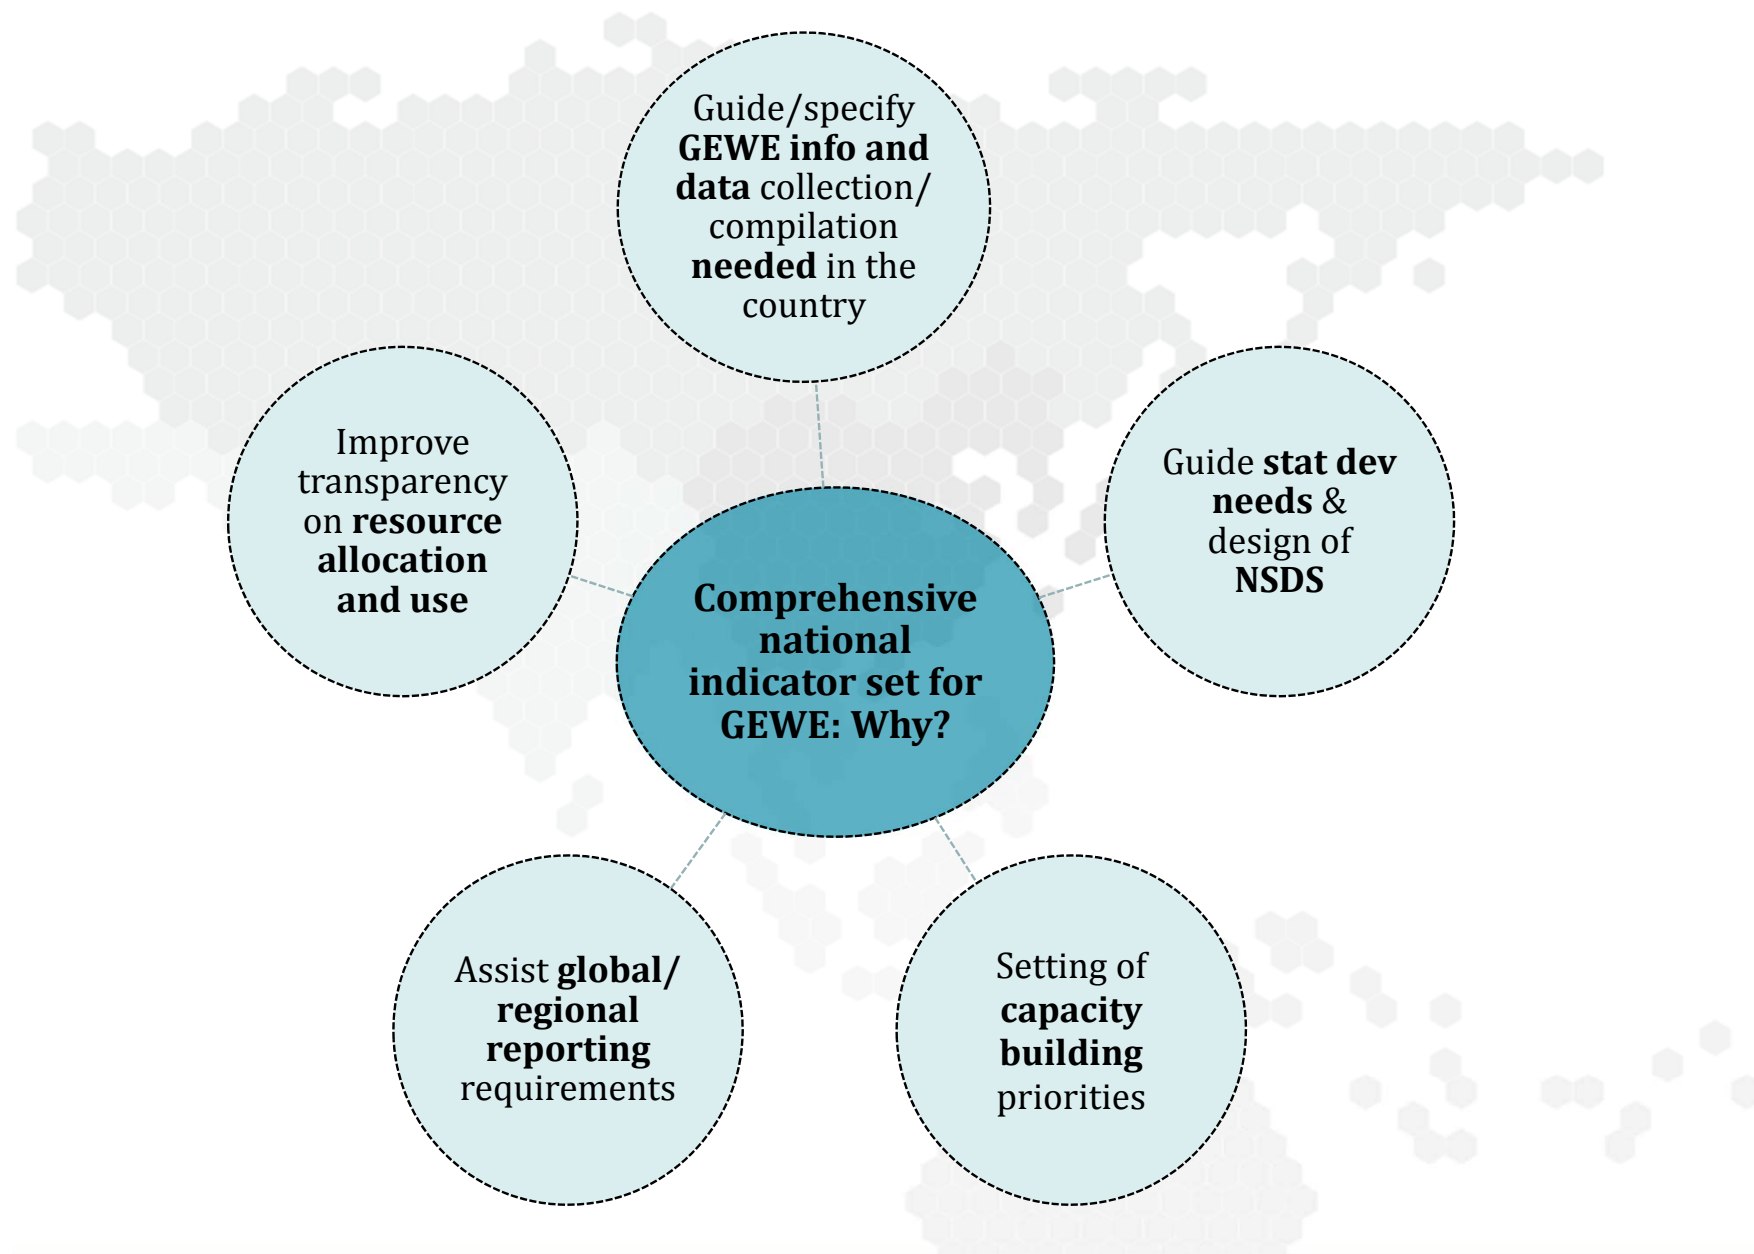 Guide/specify
GEWE info and
data collection/
compilation
needed in the
country
Improve
transparency
on resource
allocation
and use
Guide stat dev
needs &
design of
NSDS
Comprehensive
national
indicator set for
GEWE: Why?
Assist global/
regional
reporting
requirements
Setting of
capacity
building
priorities